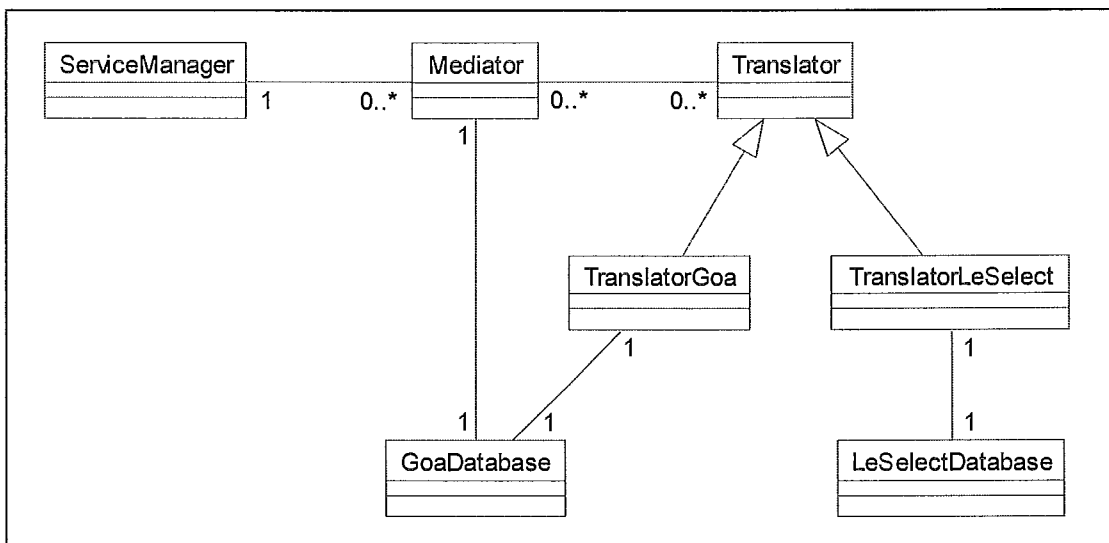 ServiceManager
Mediator
Translator
1
0..*
0..*
0..*
1
TranslatorGoa
TranslatorLeSelect
1
1
1
1
1
GoaDatabase
LeSelectDatabase